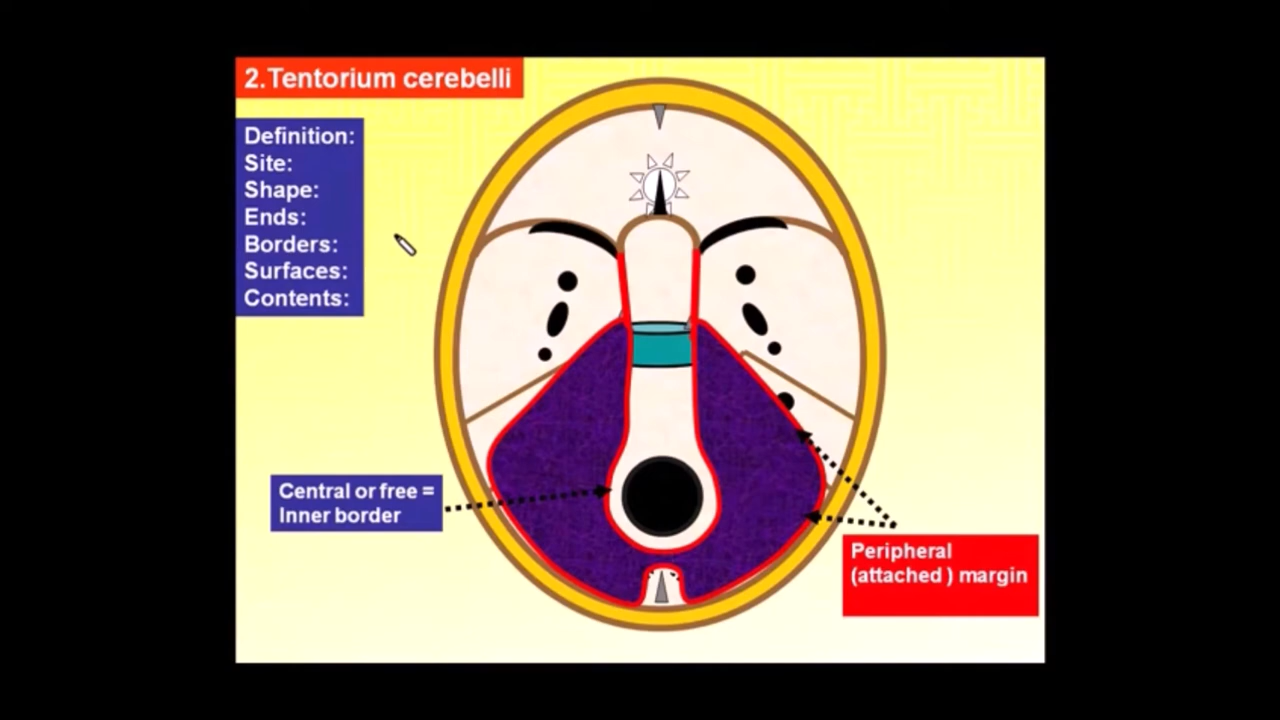 2.Tentorium cerebelli
Definition:
Site:
Shape:
Ends:
Borders:
Surfaces:
Contents:
Central or free =
Inner border
Peripheral
(attached ) margin